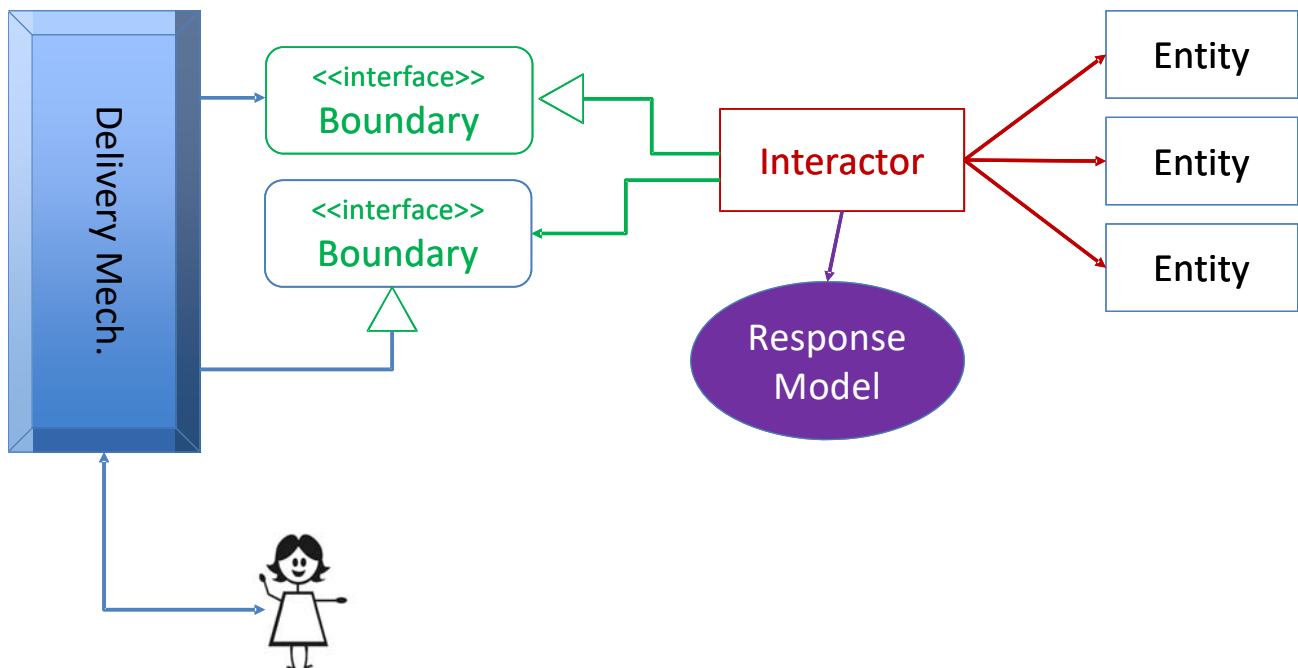 Delivery Mech.
<<interface>>
Boundary
<<interface>>
Boundary
Interactor
Response
Model
Entity
Entity
Entity